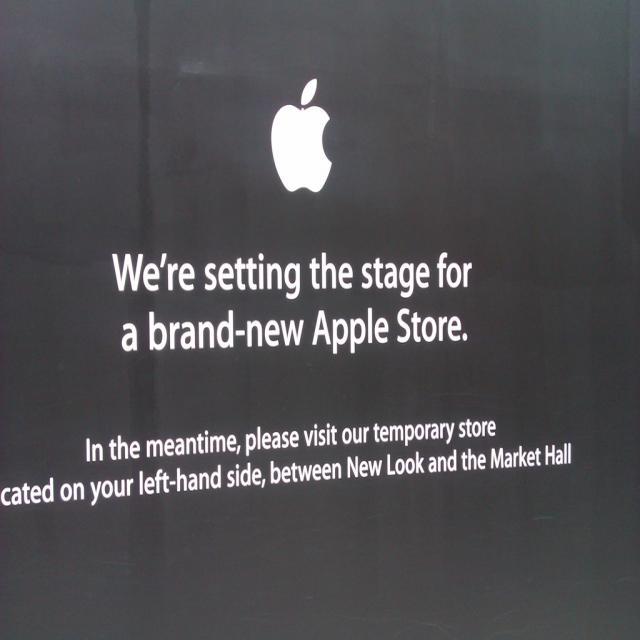 We're setting the stage for
a brand-new Apple Store.
In the meantime, please visit our temporary store
cated on your left-hand side, between New Look and the Market Hall